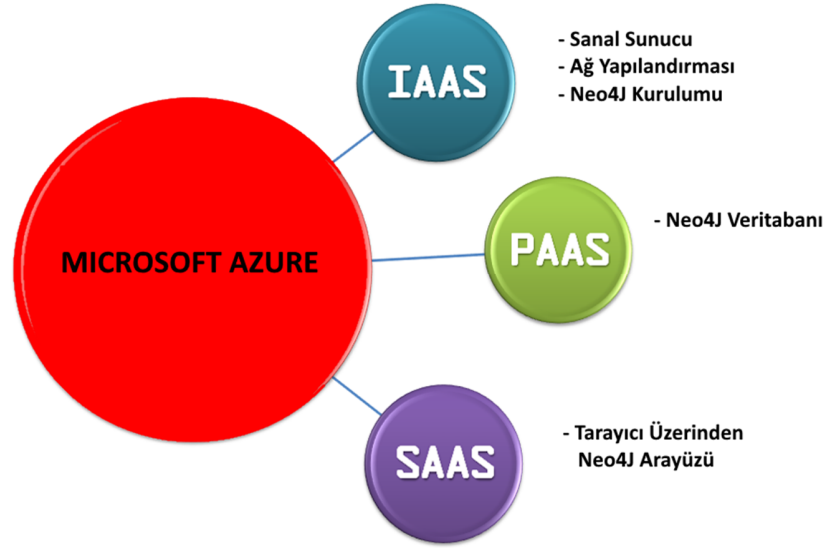 IAAS
- Sanal Sunucu
- Ağ Yapılandırması
- Neo4J Kurulumu
MICROSOFT AZURE
PAAS
- Neo4J Veritabanı
SAAS
- Tarayıcı Üzerinden
Neo4J Arayüzü